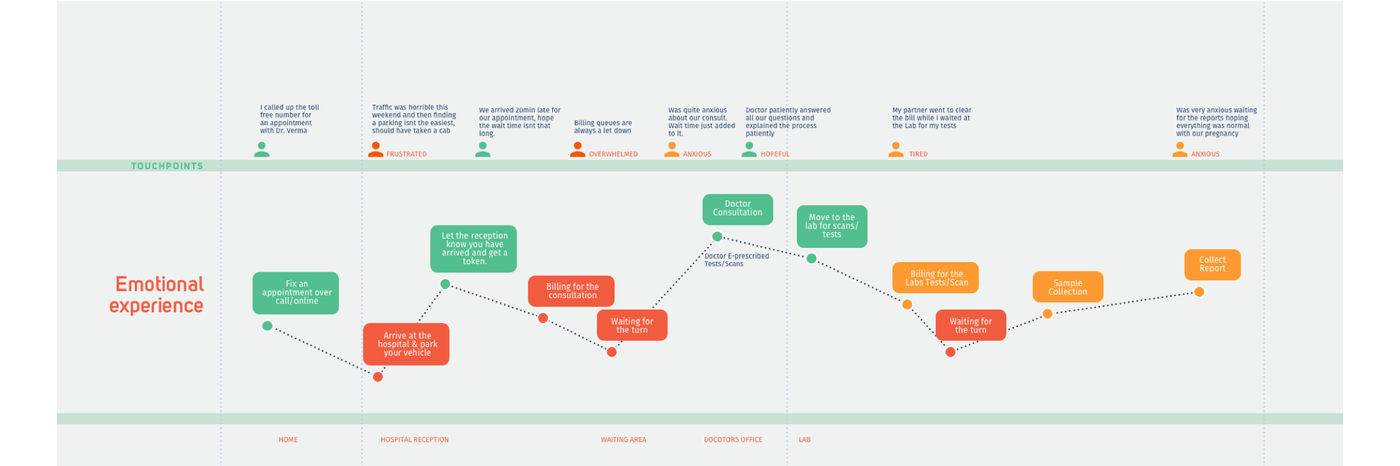 I called up the toll
free number for
an appointment
with Dr. Verma
Traffic was horrible this
weekend and then finding
a parking isnt the easiest,
should have taken a cab
FRUSTRATED
We arrived 20min late for
our appointment, hope
the wait time isnt that
long.
Billing queues are
always a let down
OVERWHELMED
Was quite anxious
about our consult.
Wait time just added
to it.
ANXIOUS
Doctor patiently answered
all our questions and
explained the process
patiently
HOPEFUL
My partner went to clear
the bill while I waited at
the Lab for my tests
TIRED
Was very anxious waiting
for the reports hoping
everything was normal
with our pregnancy
ANXIOUS
TOUCHPOINTS
Emotional
experience
Fix an
appointment over
call/online
Arrive at the
hospital & park
your vehicle
Let the reception
know you have
arrived and get a
token.
Billing for the
consultation
Waiting for
the turn
Doctor
Consultation
Doctor E-prescribed
Tests/Scans
Move to the
lab for scans/
tests
Billing for the
Labs Tests/Scan
Waiting for
the turn
Sample
Collection
Collect
Report
HOME
HOSPITAL RECEPTION
WAITING AREA
DOCOTORS OFFICE
LAB